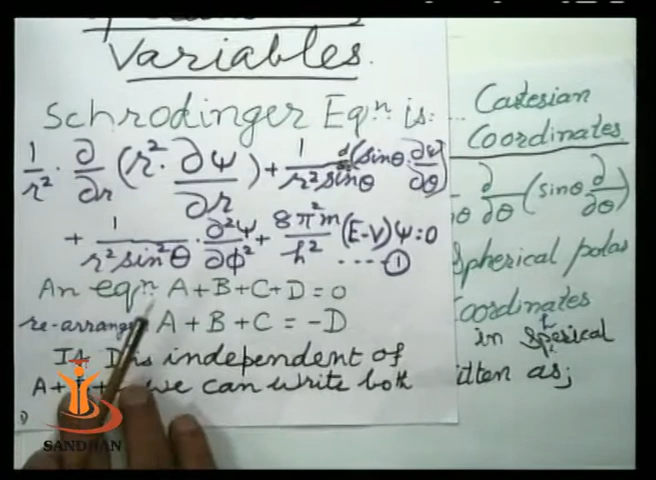 Variables.
Schrodinger Eqⁿ. is:...
1/r² · ∂/∂r (r² · ∂ψ/∂r) + 1/r² sinθ ∂/∂θ (sinθ · ∂ψ/∂θ)
+ 1/r² sin²θ · ∂²ψ/∂φ² + 8π²m/h² (E-V) ψ = 0
.... ①
An eqⁿ A + B + C + D = 0
re-arrange A + B + C = -D
If D is independent of
A + B + we can write both
SANDHAN
Cartesian
Coordinates
∂/∂θ (sinθ ∂/∂θ)
Spherical polar
Coordinates
in Sperical
itten as;